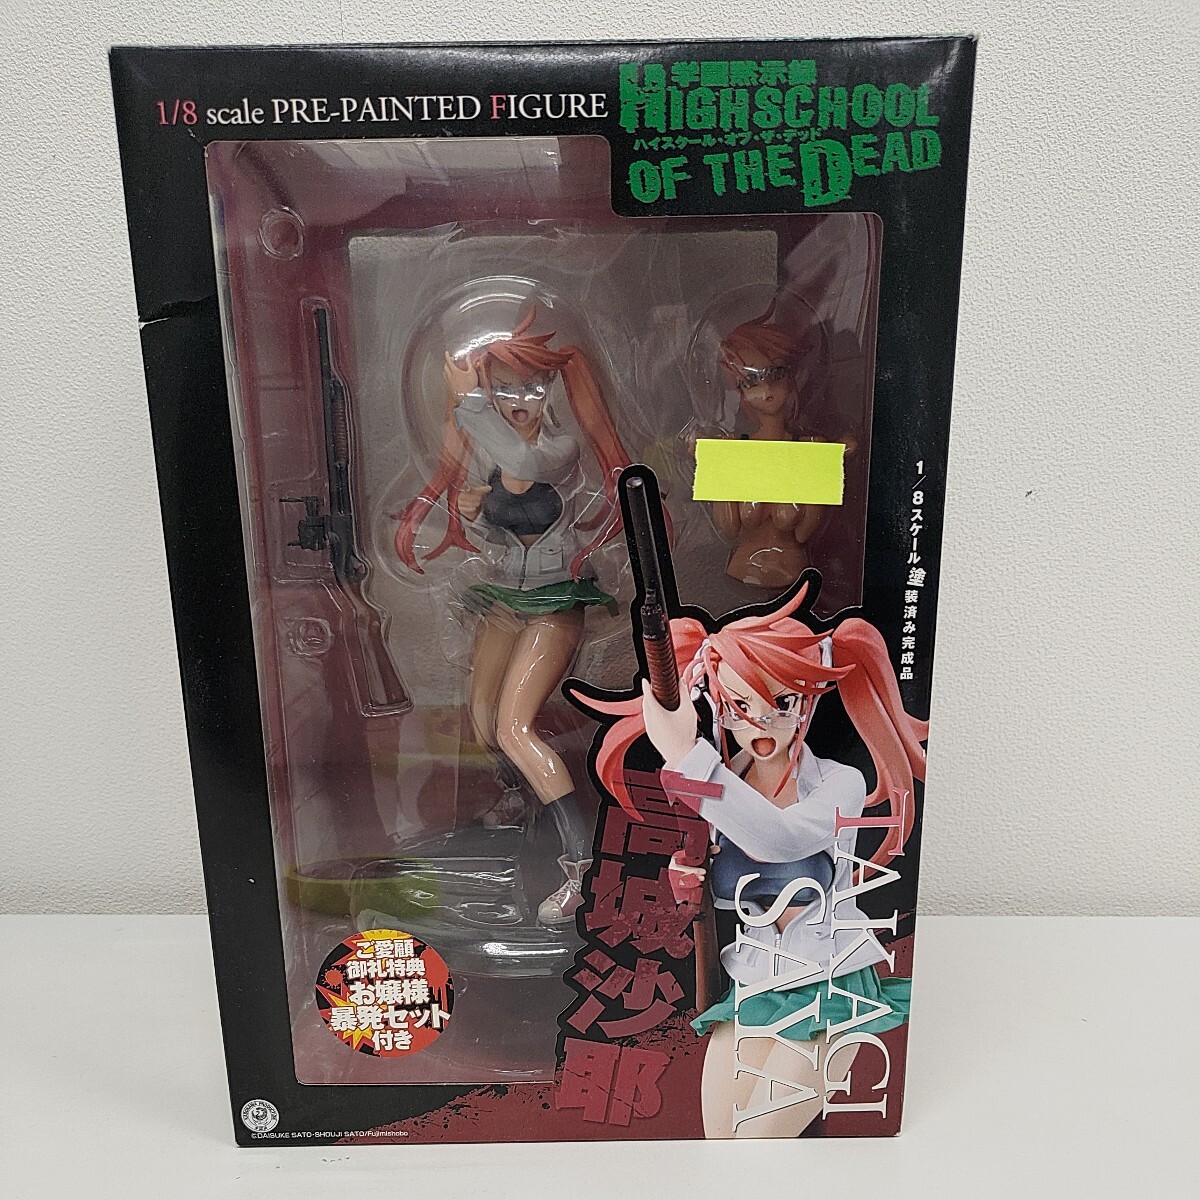 1/8 scale PRE-PAINTED FIGURE
学園黙示録
HIGHSCHOOL
ハイスクール・オブ・ザ・デッド
OF THE DEAD
1/8スケール塗装済み完成品
高城沙耶
TAKAGI
SAYA
ご愛顧
御礼特典
お嬢様
暴発セット
付き
©DAISUKE SATO·SHOUJI SATO/Fujimishobo